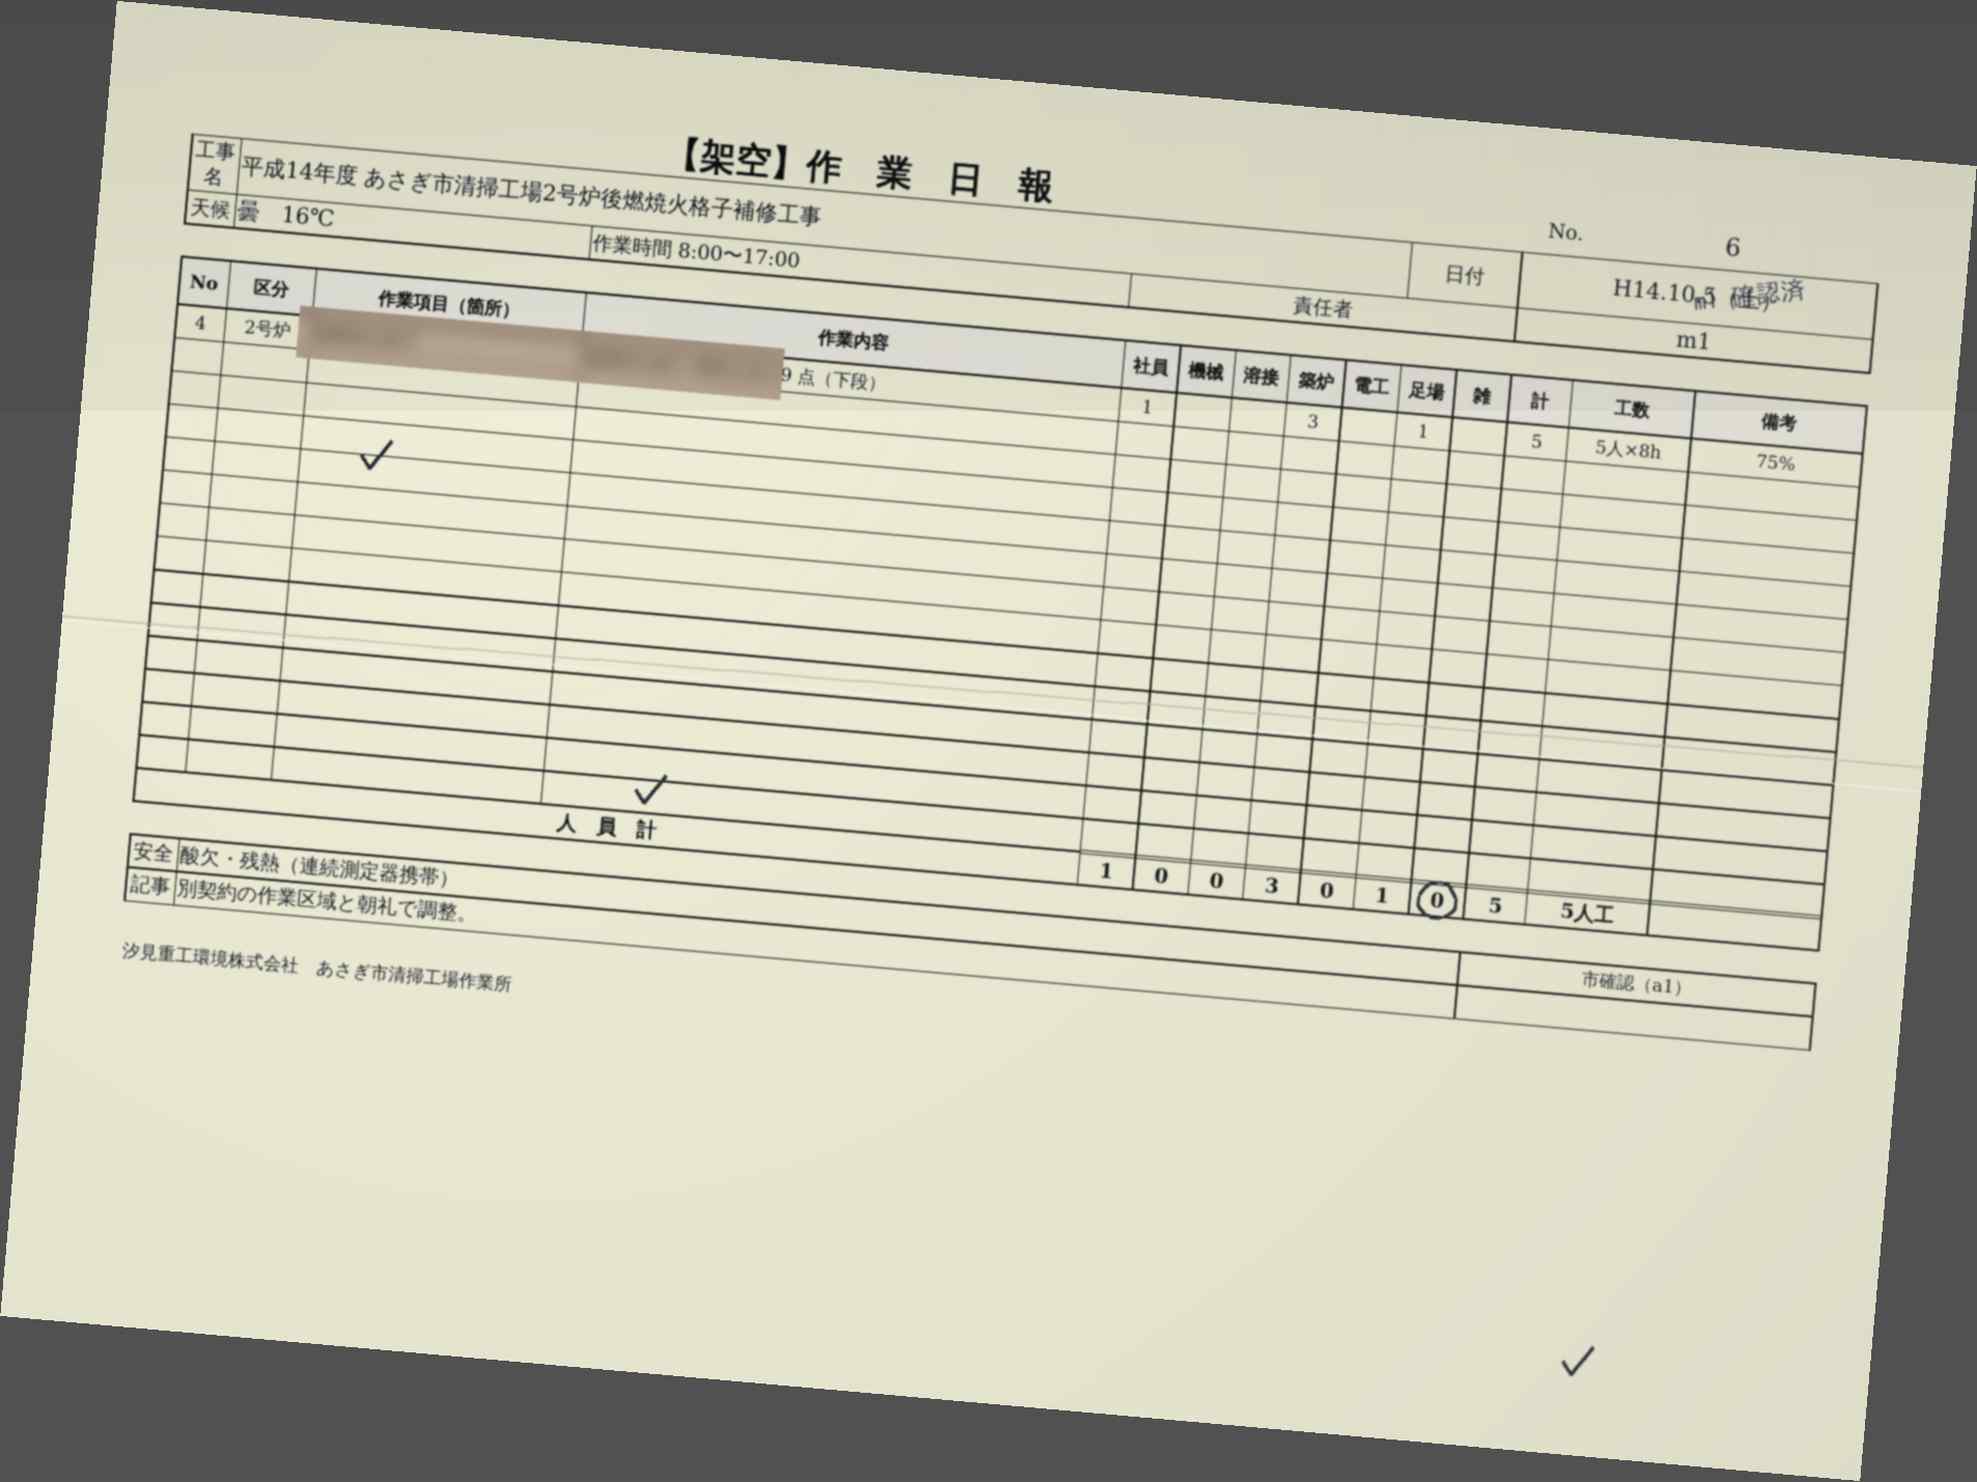 【架空】作 業 日 報
No. 6
工事名 平成14年度 あさぎ市清掃工場2号炉後燃焼火格子補修工事 日付 H14.10.5
確認済
天候 曇 16℃ 作業時間 8:00〜17:00 責任者 m1
No 区分 作業項目（箇所） 作業内容 社員 機械 溶接 築炉 電工 足場 雑 計 工数 備考
4 2号炉 9 点（下段） 1 3 1 5 5人×8h 75%
人 員 計 1 0 0 3 0 1 0 5 5人工
安全 酸欠・残熱（連続測定器携帯） 市確認（a1）
記事 別契約の作業区域と朝礼で調整。
汐見重工環境株式会社 あさぎ市清掃工場作業所